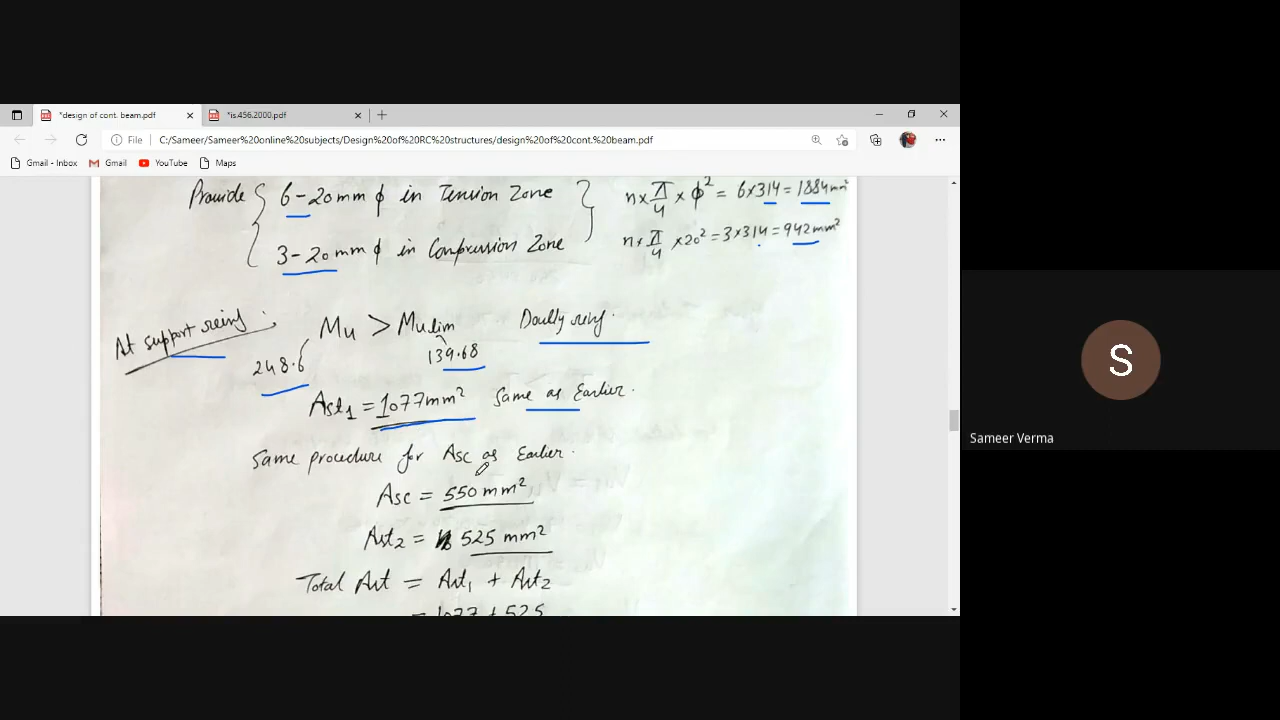 *design of cont. beam.pdf
*is.456.2000.pdf
File C:/Sameer/Sameer%20online%20subjects/Design%20of%20RC%20structures/design%20of%20cont.%20beam.pdf
Gmail - Inbox Gmail YouTube Maps
Provide { 6-20mm ϕ in Tension Zone } n×π/4×ϕ² = 6×314 = 1884mm²
3-20mm ϕ in Compression Zone n×π/4×20² = 3×314 = 942mm²
At support reinf: Mu > Mulim Doubly reinf.
248.6 139.68
Ast1 = 1077mm² Same as Earlier.
Same procedure for Asc as Earlier.
Asc = 550mm²
Ast2 = 525 mm²
Total Ast = Ast1 + Ast2
= 1077 + 525
S
Sameer Verma